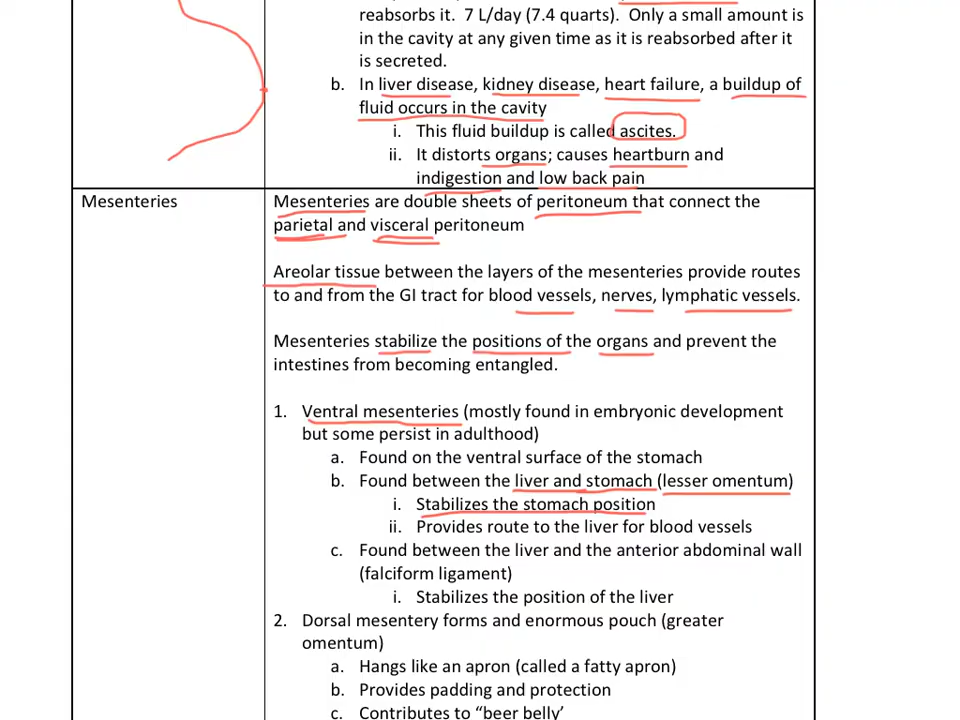 reabsorbs it. 7 L/day (7.4 quarts). Only a small amount is
in the cavity at any given time as it is reabsorbed after it
is secreted.
b. In liver disease, kidney disease, heart failure, a buildup of
fluid occurs in the cavity
i. This fluid buildup is called ascites.
ii. It distorts organs; causes heartburn and
indigestion and low back pain
Mesenteries
Mesenteries are double sheets of peritoneum that connect the
parietal and visceral peritoneum
Areolar tissue between the layers of the mesenteries provide routes
to and from the GI tract for blood vessels, nerves, lymphatic vessels.
Mesenteries stabilize the positions of the organs and prevent the
intestines from becoming entangled.
1. Ventral mesenteries (mostly found in embryonic development
but some persist in adulthood)
a. Found on the ventral surface of the stomach
b. Found between the liver and stomach (lesser omentum)
i. Stabilizes the stomach position
ii. Provides route to the liver for blood vessels
c. Found between the liver and the anterior abdominal wall
(falciform ligament)
i. Stabilizes the position of the liver
2. Dorsal mesentery forms and enormous pouch (greater
omentum)
a. Hangs like an apron (called a fatty apron)
b. Provides padding and protection
c. Contributes to “beer belly’